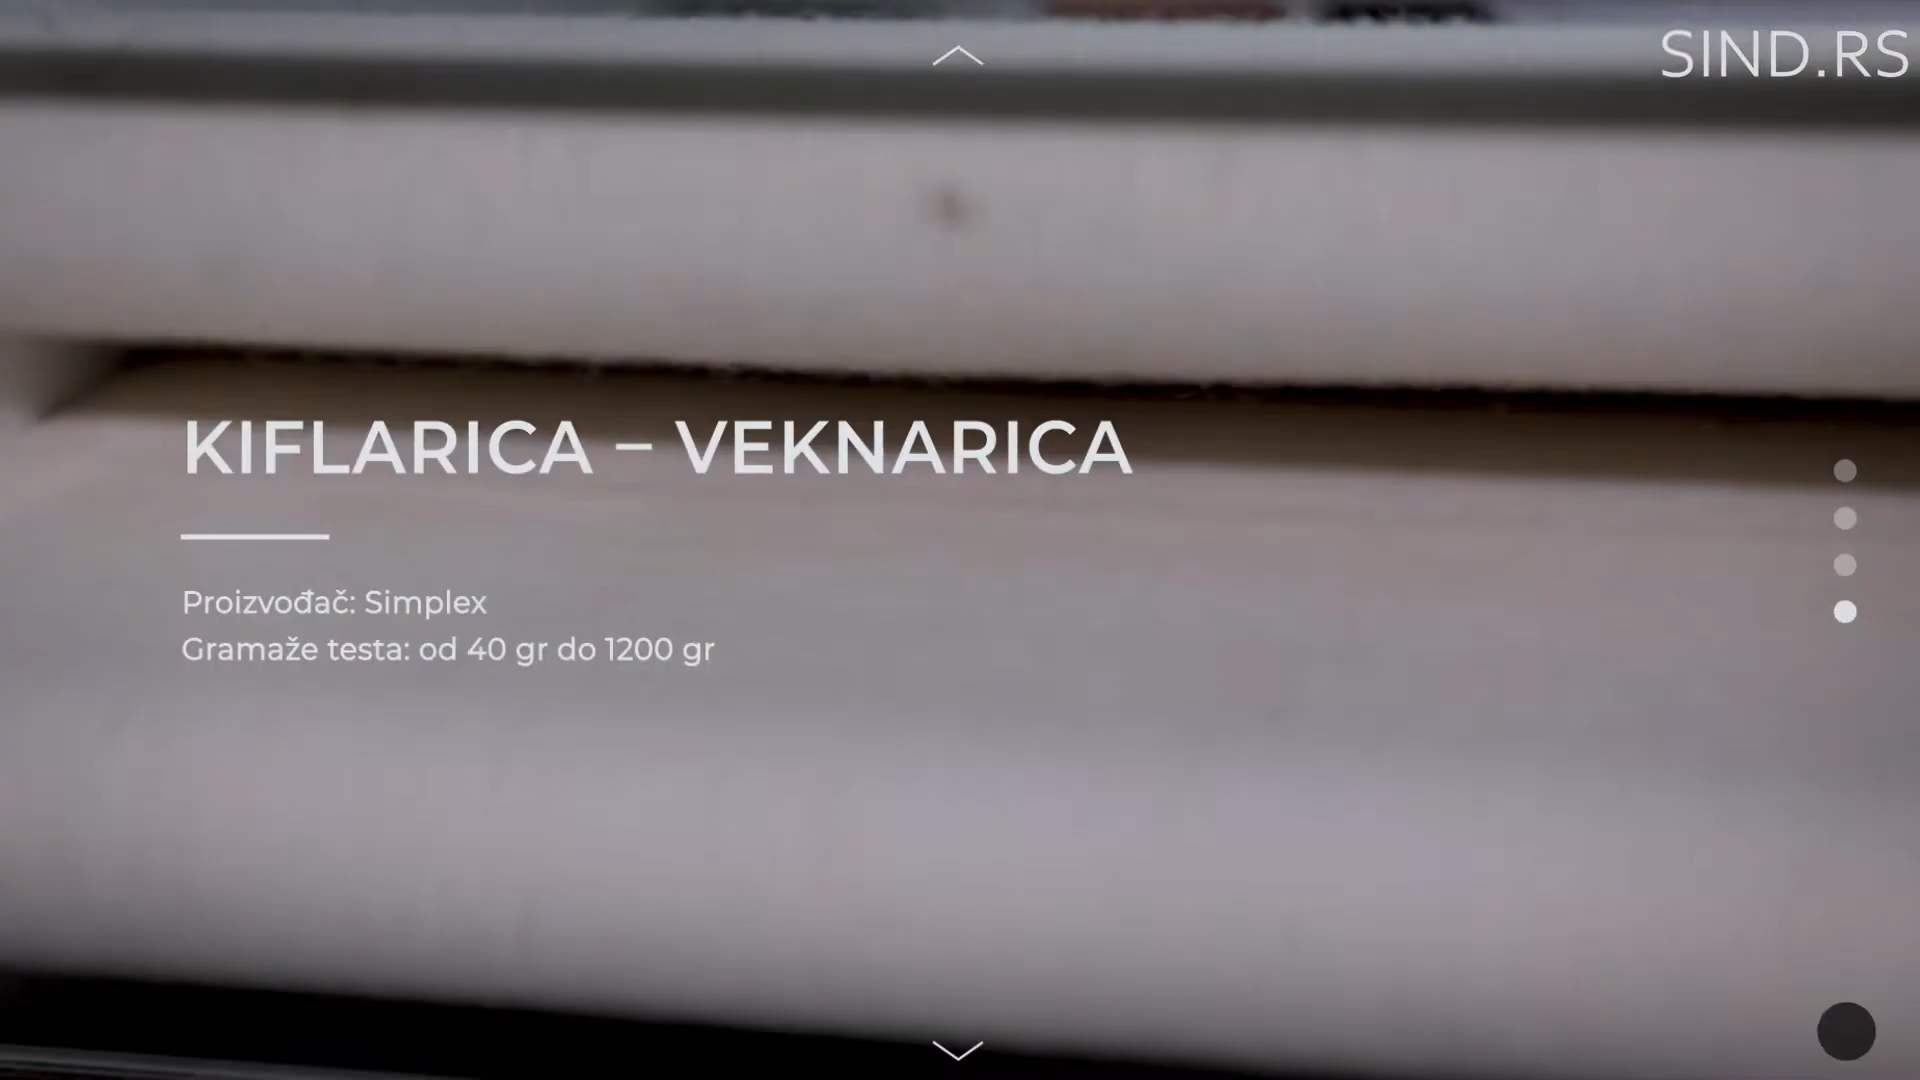 SIND.RS
KIFLARICA – VEKNARICA
Proizvođač: Simplex
Gramaže testa: od 40 gr do 1200 gr